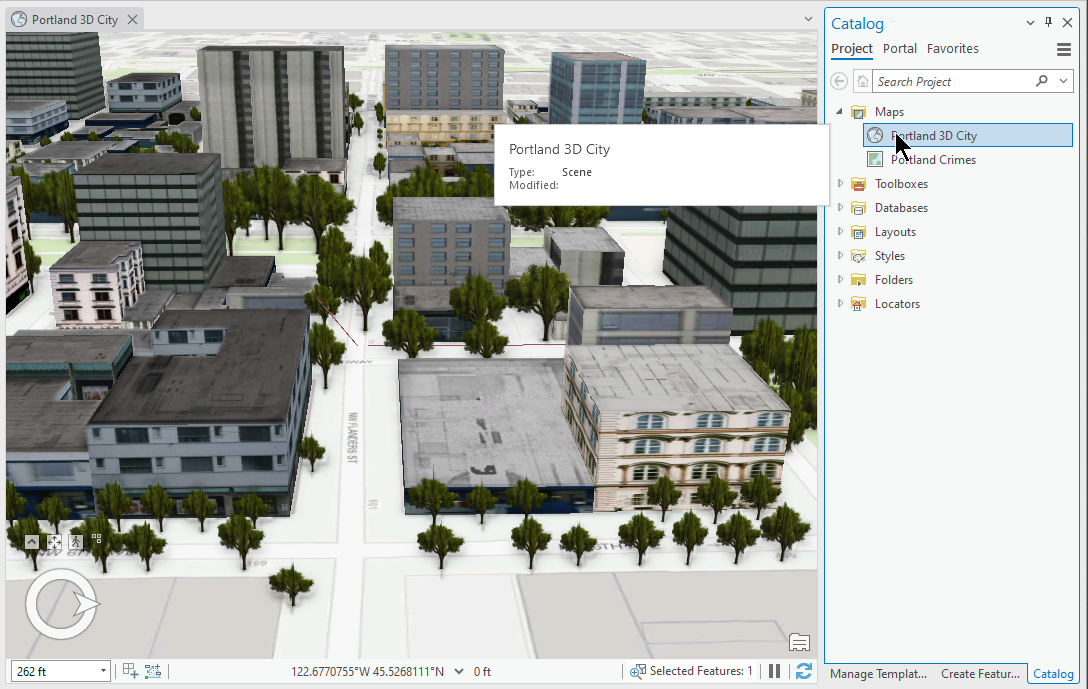 Portland 3D City
Catalog
Project Portal Favorites
Search Project
Maps
Portland 3D City
Portland Crimes
Toolboxes
Databases
Layouts
Styles
Folders
Locators
Portland 3D City
Type: Scene
Modified:
NW FLANDERS ST
262 ft
122.6770755°W 45.5268111°N
0 ft
Selected Features: 1
Manage Templat...
Create Featur...
Catalog